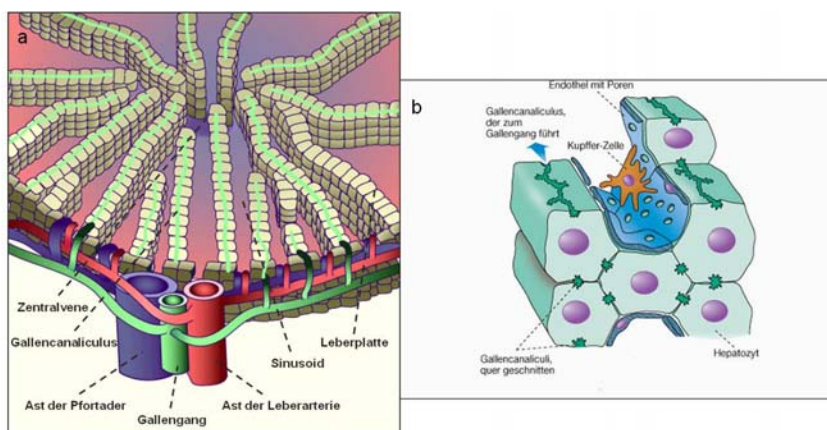 a
Zentralvene
Gallencanaliculus
Leberplatte
Sinusoid
Ast der Pfortader
Gallengang
Ast der Leberarterie
b
Endothel mit Poren
Gallencanaliculus,
der zum
Gallengang führt
Kupffer-Zelle
Gallencanaliculi,
quer geschnitten
Hepatozyt